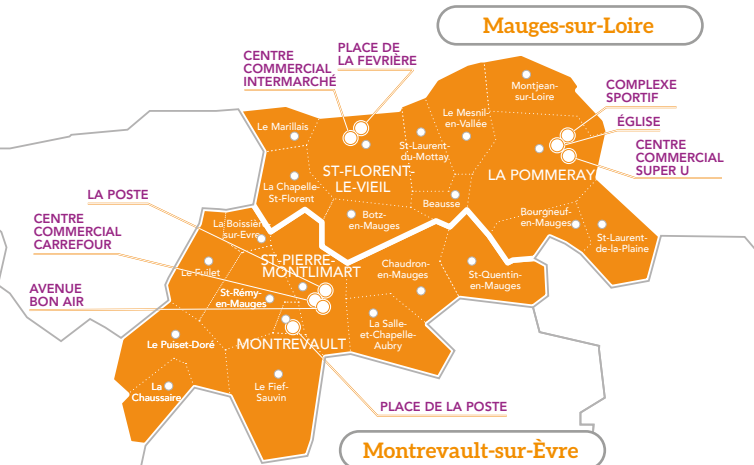 Mauges-sur-Loire
PLACE DE
LA FEVRIÈRE
CENTRE
COMMERCIAL
INTERMARCHÉ
COMPLEXE
SPORTIF
ÉGLISE
CENTRE
COMMERCIAL
SUPER U
Montjean-
sur-Loire
Le Mesnil-
en-Vallée
Le Marillais
St-Laurent-
du-Mottay
ST-FLORENT-
LE-VIEIL
LA POMMERAY
La Chapelle-
St-Florent
Beausse
Botz-
en-Mauges
Bourgneuf-
en-Mauges
St-Laurent-
de-la-Plaine
LA POSTE
CENTRE
COMMERCIAL
CARREFOUR
AVENUE
BON AIR
La Boissière-
sur-Evre
Le Fuilet
ST-PIERRE-
MONTLIMART
Chaudron-
en-Mauges
St-Quentin-
en-Mauges
St-Rémy-
en-Mauges
La Salle-
et-Chapelle-
Aubry
Le Puiset-Doré
MONTREVAULT
La
Chaussaire
Le Fief-
Sauvin
PLACE DE LA POSTE
Montrevault-sur-Èvre